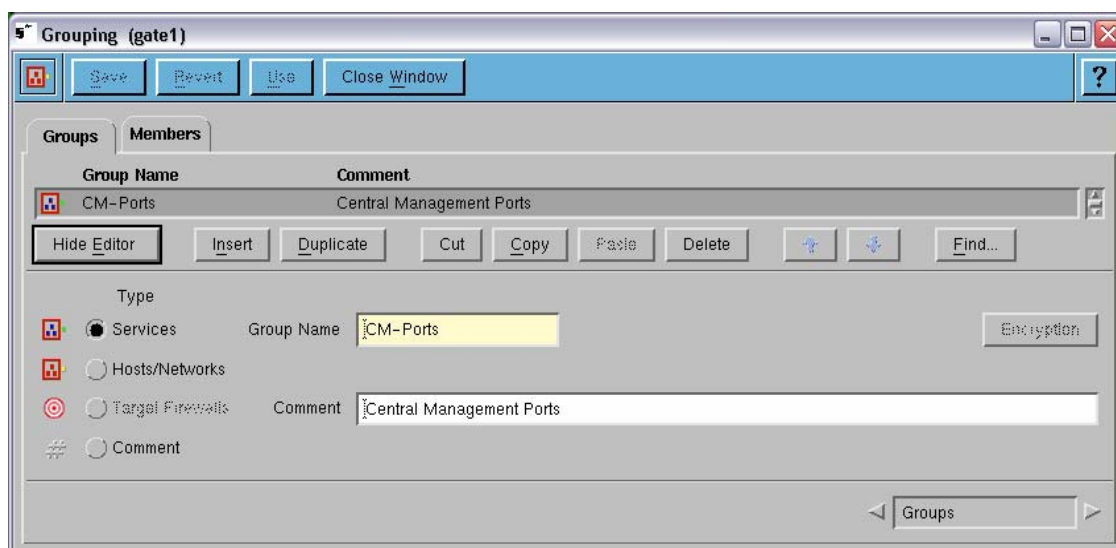 Grouping (gate1)
Save Revert Use Close Window ?
Groups Members
Group Name Comment
CM-Ports Central Management Ports
Hide Editor Insert Duplicate Cut Copy Paste Delete Find...
Type
Services Group Name CM-Ports Encryption
Hosts/Networks
Target Firewalls Comment Central Management Ports
# Comment
Groups